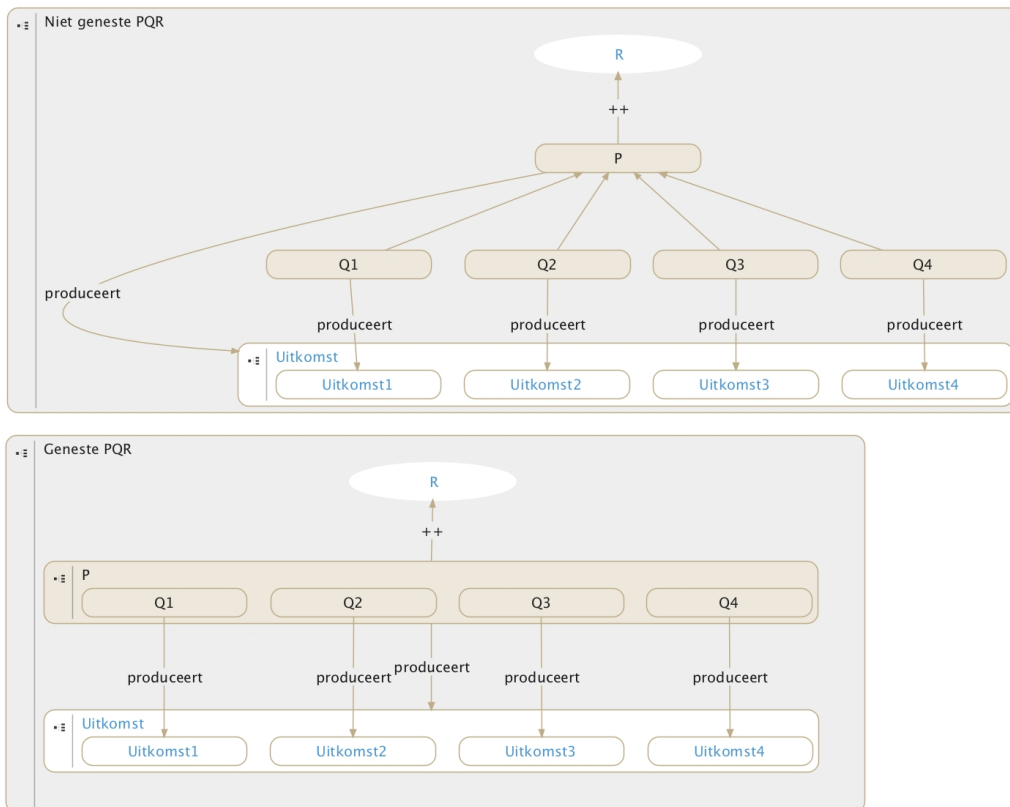 Niet geneste PQR
R
++
P
Q1 Q2 Q3 Q4
produceert
produceert produceert produceert produceert
Uitkomst
Uitkomst1 Uitkomst2 Uitkomst3 Uitkomst4
Geneste PQR
R
++
P
Q1 Q2 Q3 Q4
produceert
produceert produceert produceert produceert
Uitkomst
Uitkomst1 Uitkomst2 Uitkomst3 Uitkomst4